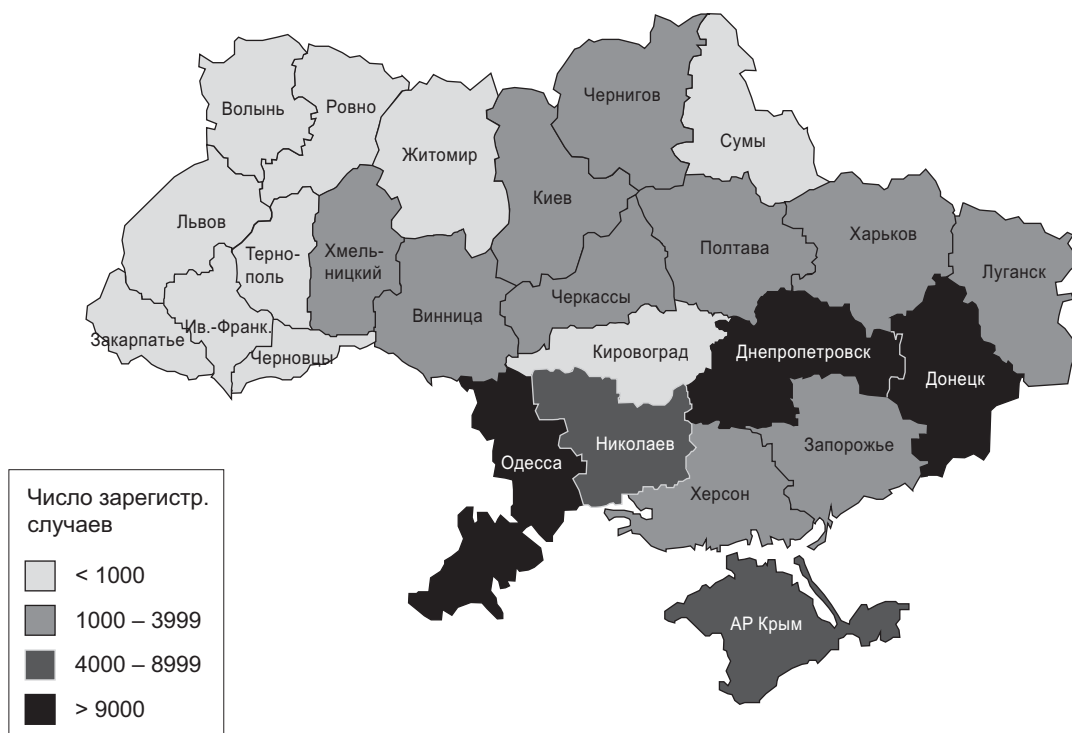 Чернигов
Волынь
Ровно
Сумы
Житомир
Киев
Львов
Терно-
поль
Хмель-
ницкий
Полтава
Харьков
Луганск
Черкассы
Винница
Ив.-Франк.
Закарпатье
Черновцы
Кировоград
Днепропетровск
Донецк
Николаев
Запорожье
Одесса
Херсон
АР Крым
Число зарегистр.
случаев
< 1000
1000 – 3999
4000 – 8999
> 9000